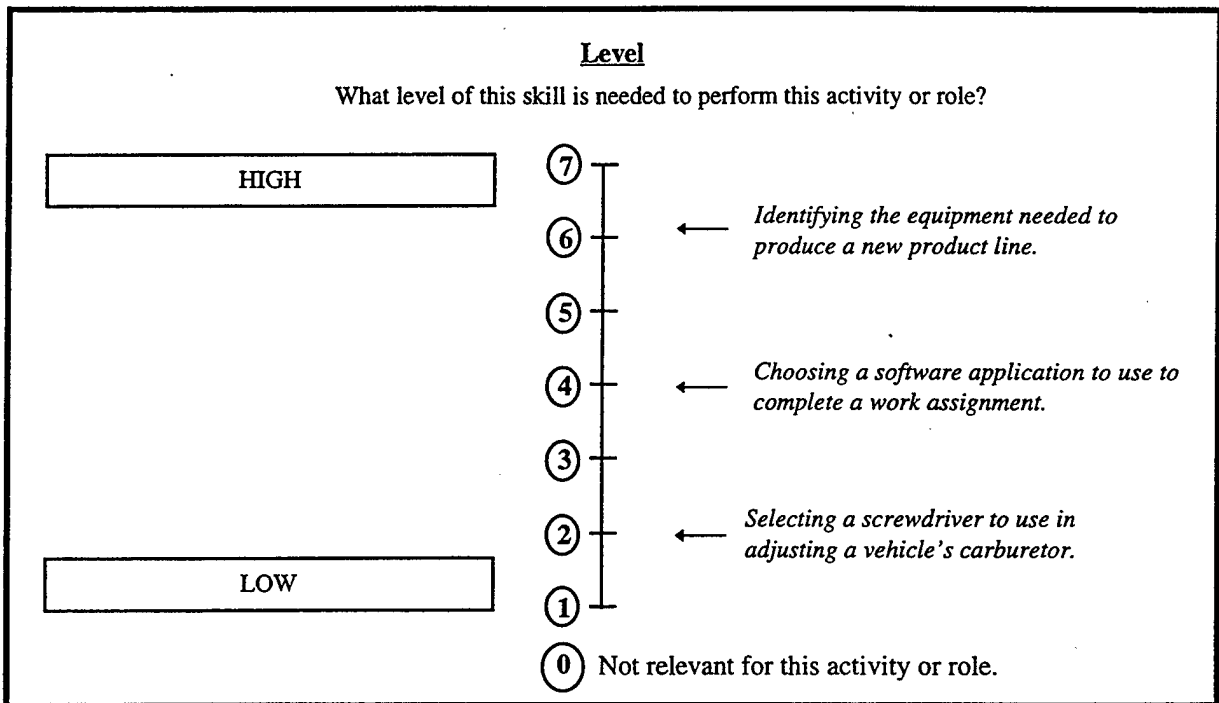 Level
What level of this skill is needed to perform this activity or role?
HIGH
7
Identifying the equipment needed to
produce a new product line.
6
5
Choosing a software application to use to
complete a work assignment.
4
3
Selecting a screwdriver to use in
adjusting a vehicle's carburetor.
2
LOW
1
0 Not relevant for this activity or role.